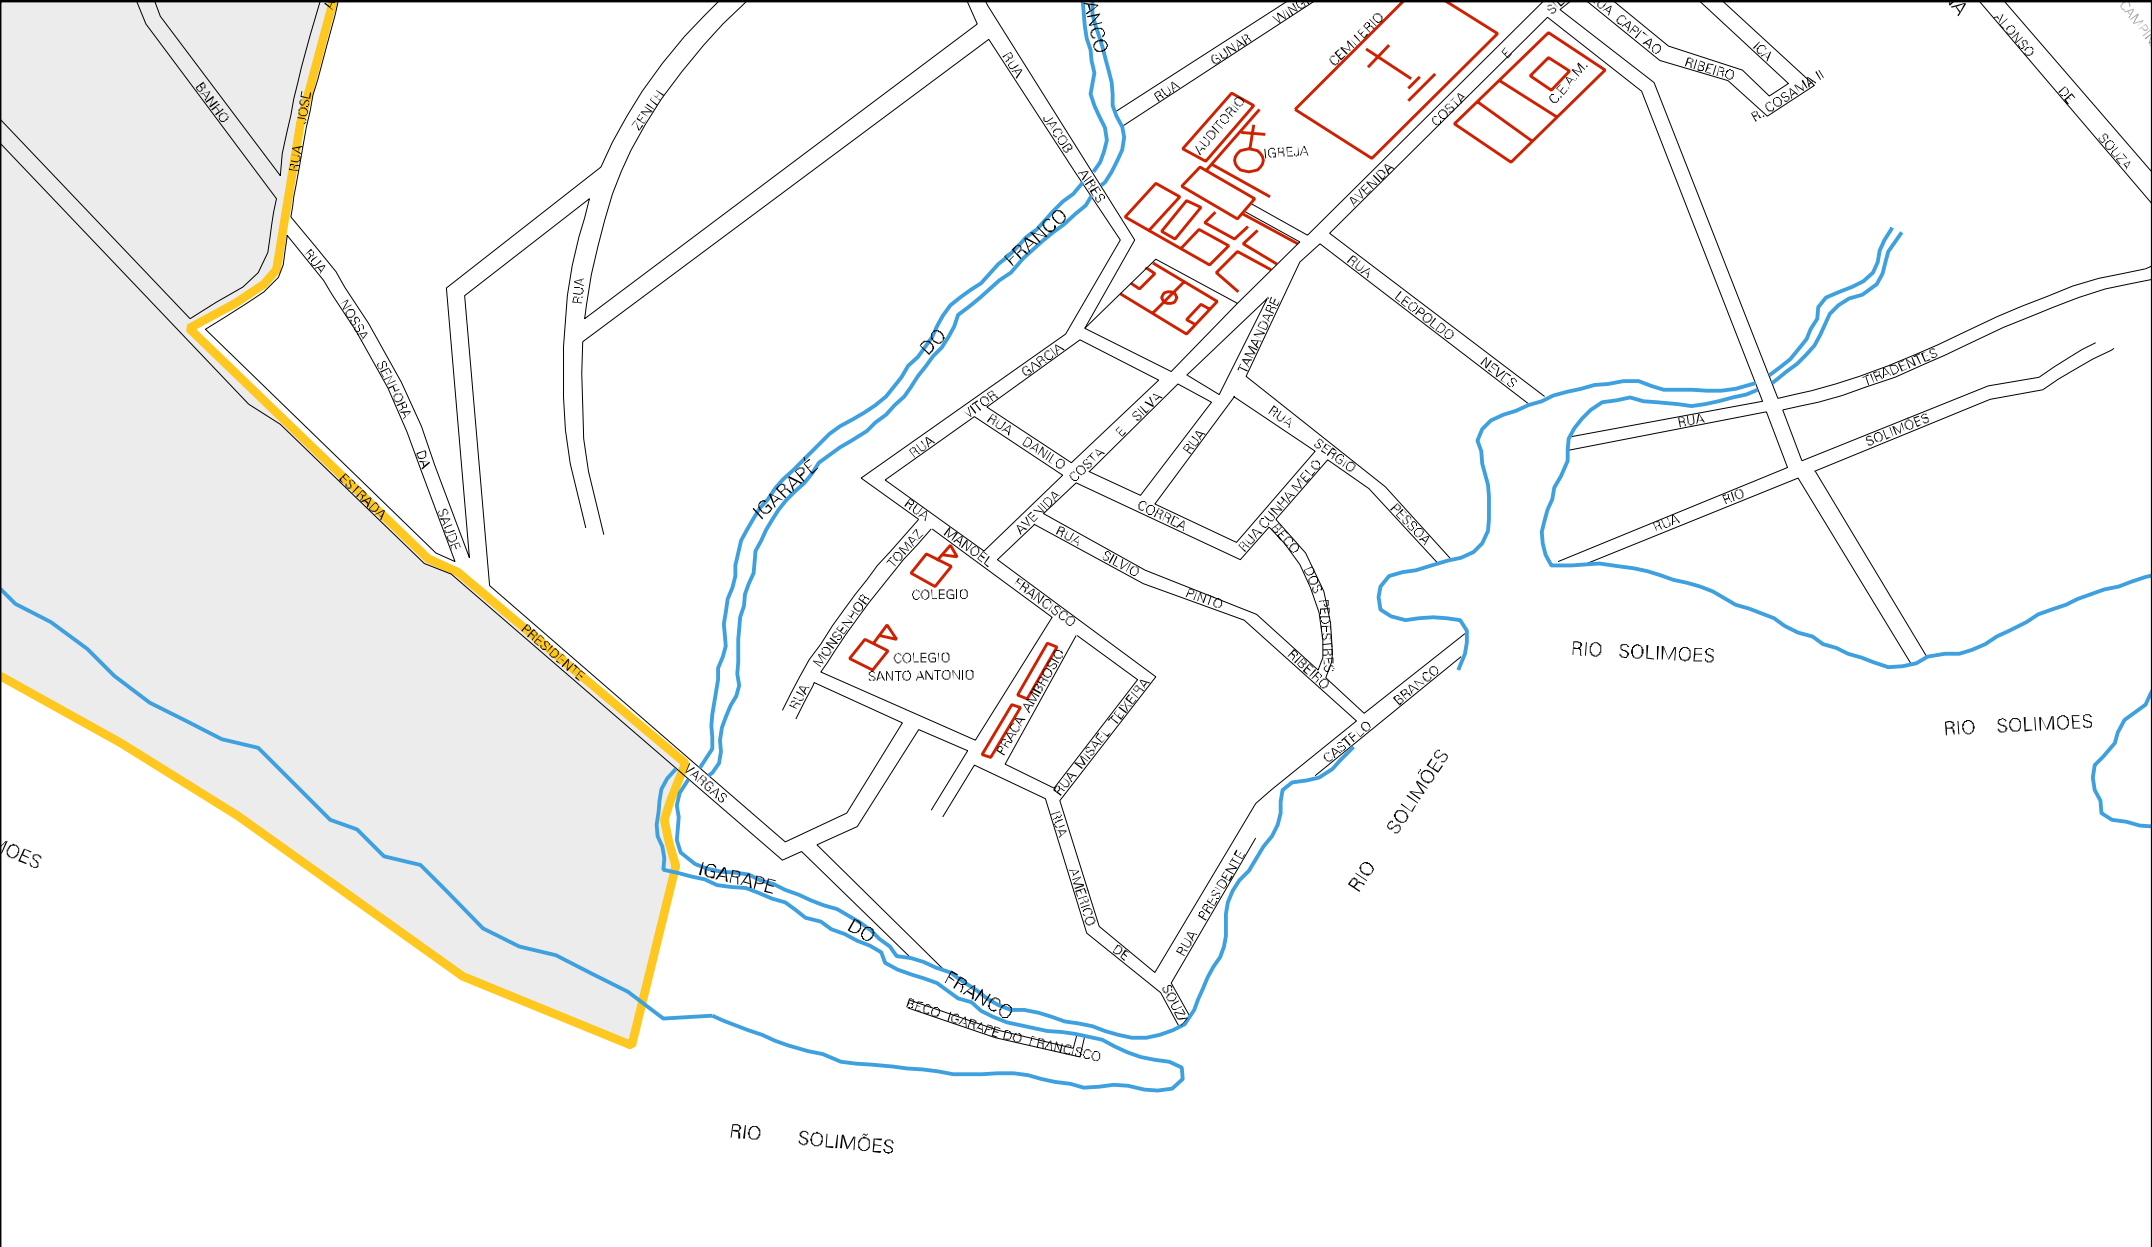 BANHO
RUA JOSE
ZENITH
RUA
RUA JACOB AIRES
ANCO
RUA GUNAR
CEMITERIO
AUDITORIO
IGREJA
AVENIDA COSTA E
C.E.A.M.
RUA CAPITAO RIBEIRO
ICA
R. COSAMA II
ALONSO DE SOUZA
RUA NOSSA SENHORA DA SAUDE
ESTRADA PRESIDENTE VARGAS
IGARAPÉ DO FRANCO
RUA VITOR GARCIA
RUA DANILO CORREA
AVENIDA COSTA E SILVA
RUA TAMANDARE
RUA LEOPOLDO NEVES
RUA SERGIO PESSOA
RUA CUNHA MELO
BECO DOS PEDESTRES
RUA TIRADENTES
RUA RIO SOLIMOES
RUA MANOEL FRANCISCO
RUA SILVIO PINTO RIBEIRO
RUA MONSENHOR TOMAZ
COLEGIO
COLEGIO
SANTO ANTONIO
PRACA AMBROSIO
RUA MISAEL TEIXEIRA
CASTELO BRANCO
RUA PRESIDENTE
RUA AMERICO DE SOUZA
IGARAPE DO FRANCO
BECO IGARAPE DO FRANCISCO
RIO SOLIMOES
RIO SOLIMOES
RIO SOLIMÕES
RIO SOLIMÕES
MOES